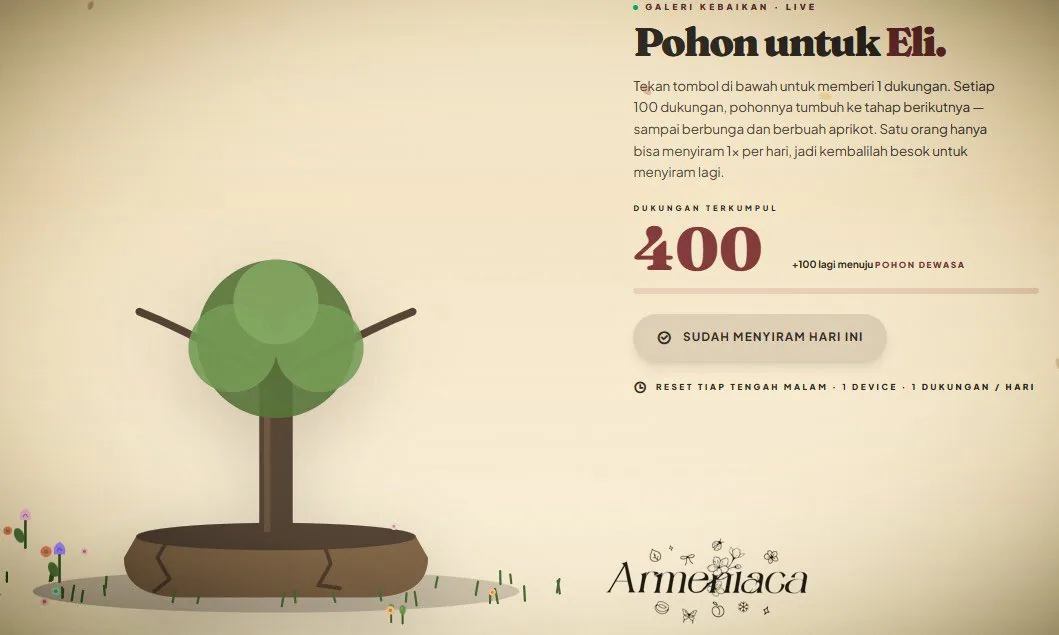 GALERI KEBAIKAN · LIVE
Pohon untuk Eli.
Tekan tombol di bawah untuk memberi 1 dukungan. Setiap
100 dukungan, pohonnya tumbuh ke tahap berikutnya —
sampai berbunga dan berbuah aprikot. Satu orang hanya
bisa menyiram 1× per hari, jadi kembalilah besok untuk
menyiram lagi.
DUKUNGAN TERKUMPUL
400
+100 lagi menuju POHON DEWASA
SUDAH MENYIRAM HARI INI
RESET TIAP TENGAH MALAM · 1 DEVICE · 1 DUKUNGAN / HARI
Armeniaca